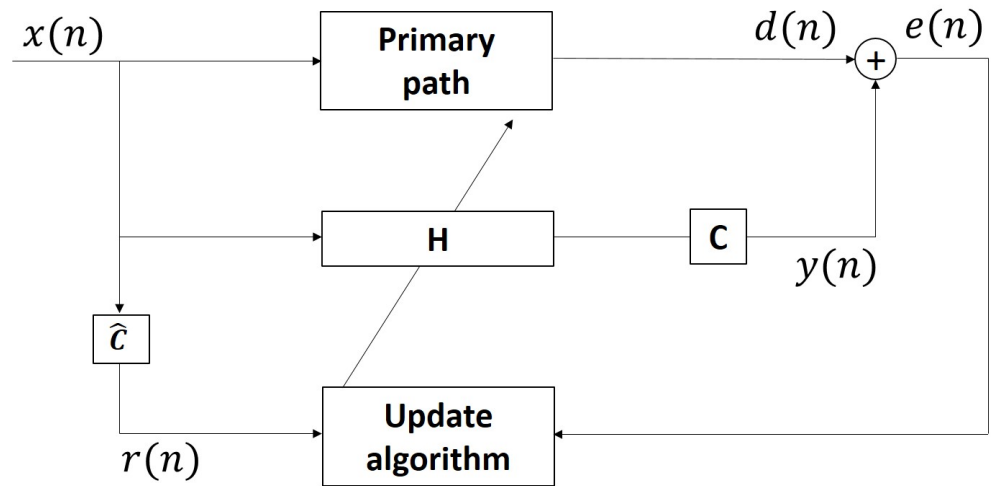 x(n)
Primary
path
d(n)
+
e(n)
H
C
y(n)
Ĉ
r(n)
Update
algorithm